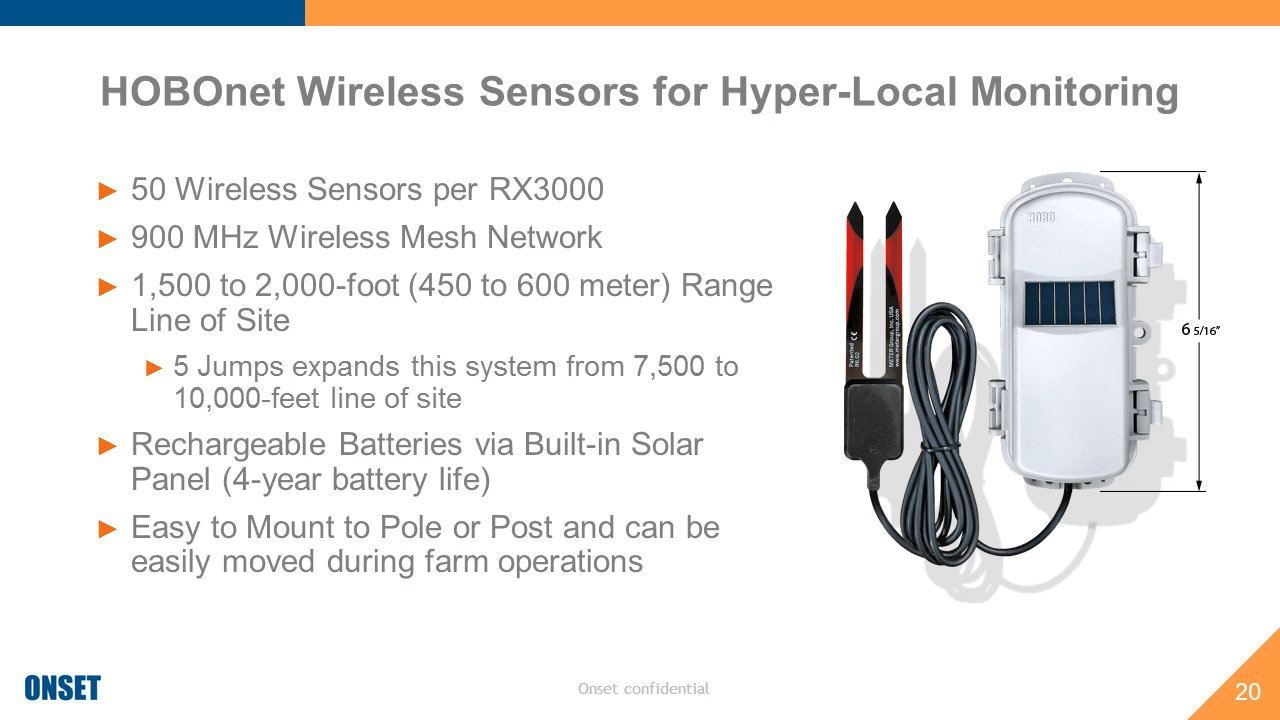 HOBOnet Wireless Sensors for Hyper-Local Monitoring
► 50 Wireless Sensors per RX3000
► 900 MHz Wireless Mesh Network
► 1,500 to 2,000-foot (450 to 600 meter) Range
Line of Site
► 5 Jumps expands this system from 7,500 to
10,000-feet line of site
► Rechargeable Batteries via Built-in Solar
Panel (4-year battery life)
► Easy to Mount to Pole or Post and can be
easily moved during farm operations
HOBO
6 5/16"
Patented
R6.02
CE
METER Group, Inc. USA
www.metergroup.com
ONSET
Onset confidential
20